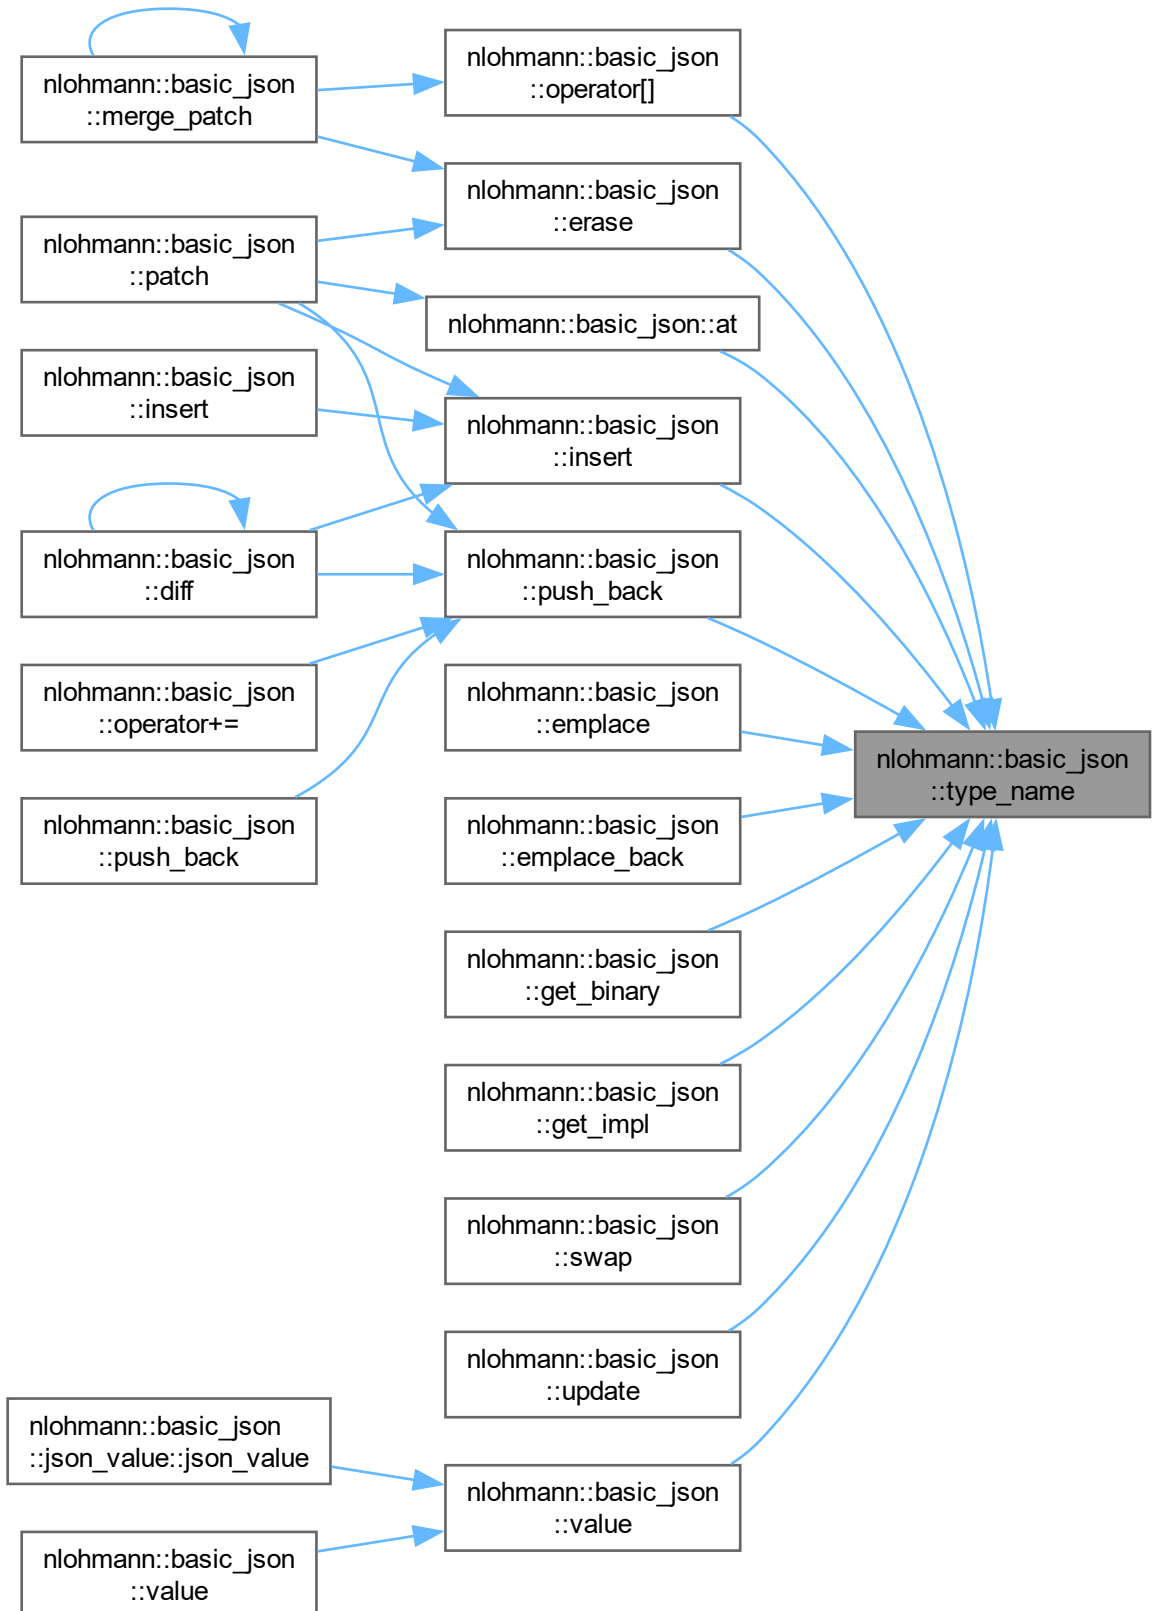 nlohmann::basic_json
::merge_patch
nlohmann::basic_json
::patch
nlohmann::basic_json
::insert
nlohmann::basic_json
::diff
nlohmann::basic_json
::operator+=
nlohmann::basic_json
::push_back
nlohmann::basic_json
::json_value::json_value
nlohmann::basic_json
::value
nlohmann::basic_json
::operator[]
nlohmann::basic_json
::erase
nlohmann::basic_json::at
nlohmann::basic_json
::insert
nlohmann::basic_json
::push_back
nlohmann::basic_json
::emplace
nlohmann::basic_json
::emplace_back
nlohmann::basic_json
::get_binary
nlohmann::basic_json
::get_impl
nlohmann::basic_json
::swap
nlohmann::basic_json
::update
nlohmann::basic_json
::value
nlohmann::basic_json
::type_name